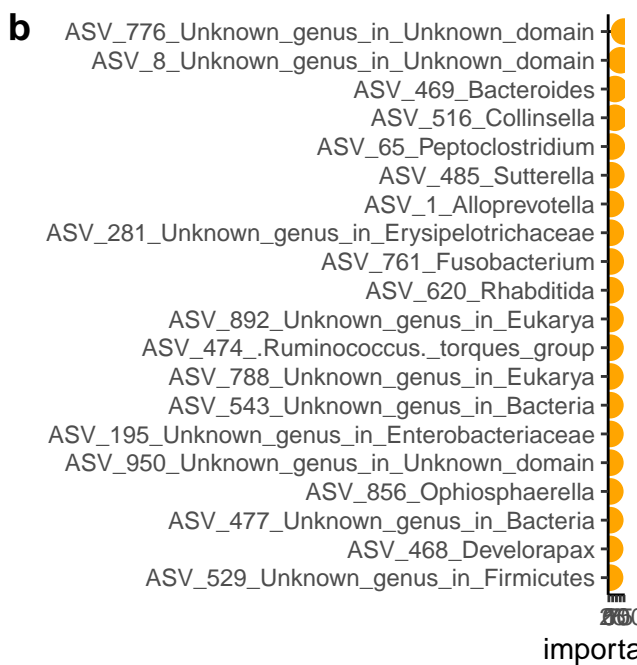 b
ASV_776_Unknown_genus_in_Unknown_domain
ASV_8_Unknown_genus_in_Unknown_domain
ASV_469_Bacteroides
ASV_516_Collinsella
ASV_65_Peptoclostridium
ASV_485_Sutterella
ASV_1_Alloprevotella
ASV_281_Unknown_genus_in_Erysipelotrichaceae
ASV_761_Fusobacterium
ASV_620_Rhabditida
ASV_892_Unknown_genus_in_Eukarya
ASV_474_.Ruminococcus._torques_group
ASV_788_Unknown_genus_in_Eukarya
ASV_543_Unknown_genus_in_Bacteria
ASV_195_Unknown_genus_in_Enterobacteriaceae
ASV_950_Unknown_genus_in_Unknown_domain
ASV_856_Ophiosphaerella
ASV_477_Unknown_genus_in_Bacteria
ASV_468_Develorapax
ASV_529_Unknown_genus_in_Firmicutes
importa